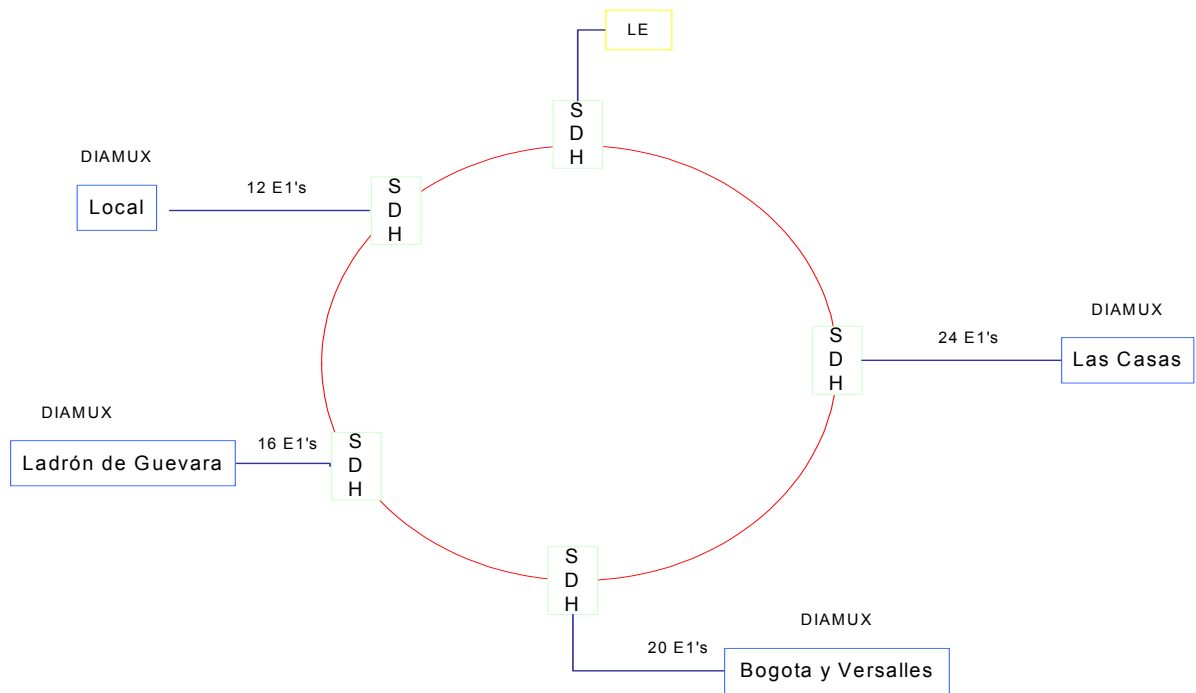 LE
S
D
H
DIAMUX
12 E1's
Local
S
D
H
DIAMUX
24 E1's
Las Casas
S
D
H
DIAMUX
16 E1's
Ladrón de Guevara
S
D
H
S
D
H
DIAMUX
20 E1's
Bogota y Versalles